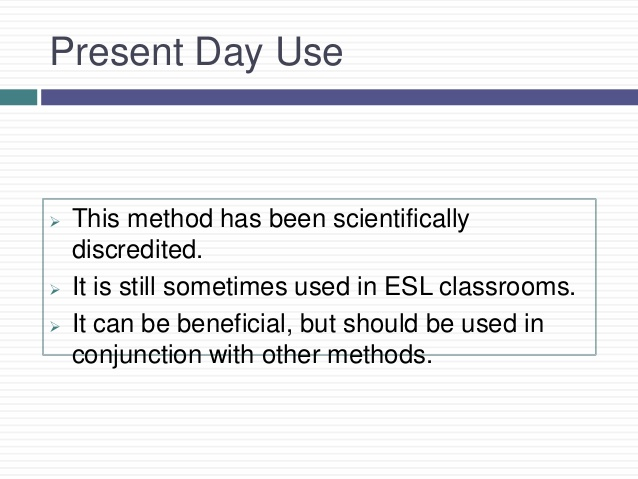 Present Day Use
This method has been scientifically
discredited.
It is still sometimes used in ESL classrooms.
It can be beneficial, but should be used in
conjunction with other methods.